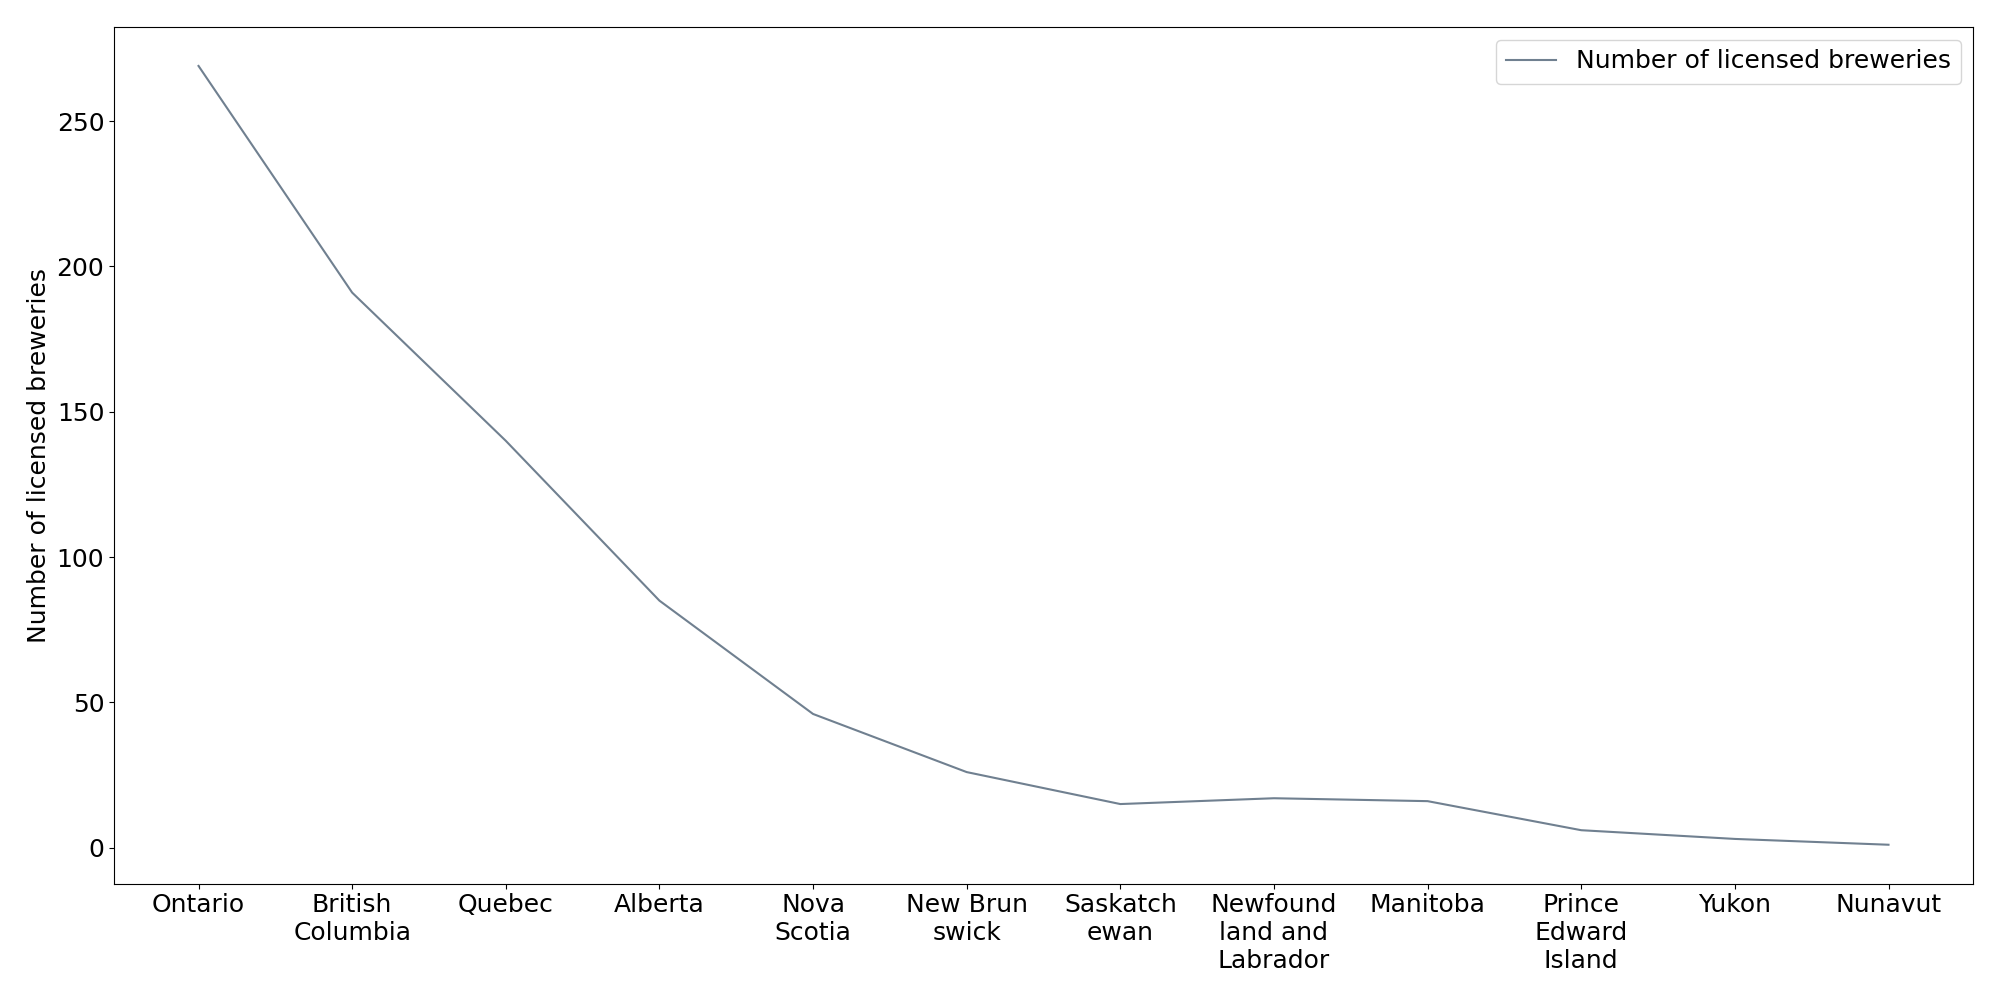 Number of licensed breweries
Number of licensed breweries
250
200
150
100
50
0
Ontario
British
Columbia
Quebec
Alberta
Nova
Scotia
New Brun
swick
Saskatch
ewan
Newfound
land and
Labrador
Manitoba
Prince
Edward
Island
Yukon
Nunavut